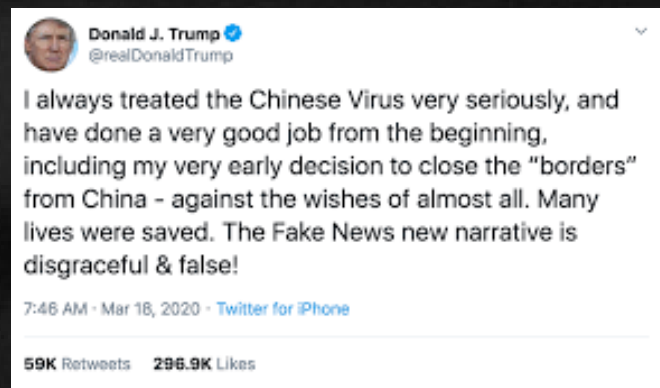 Donald J. Trump
@realDonaldTrump
I always treated the Chinese Virus very seriously, and
have done a very good job from the beginning,
including my very early decision to close the “borders”
from China - against the wishes of almost all. Many
lives were saved. The Fake News new narrative is
disgraceful & false!
7:46 AM · Mar 18, 2020 · Twitter for iPhone
59K Retweets 296.9K Likes